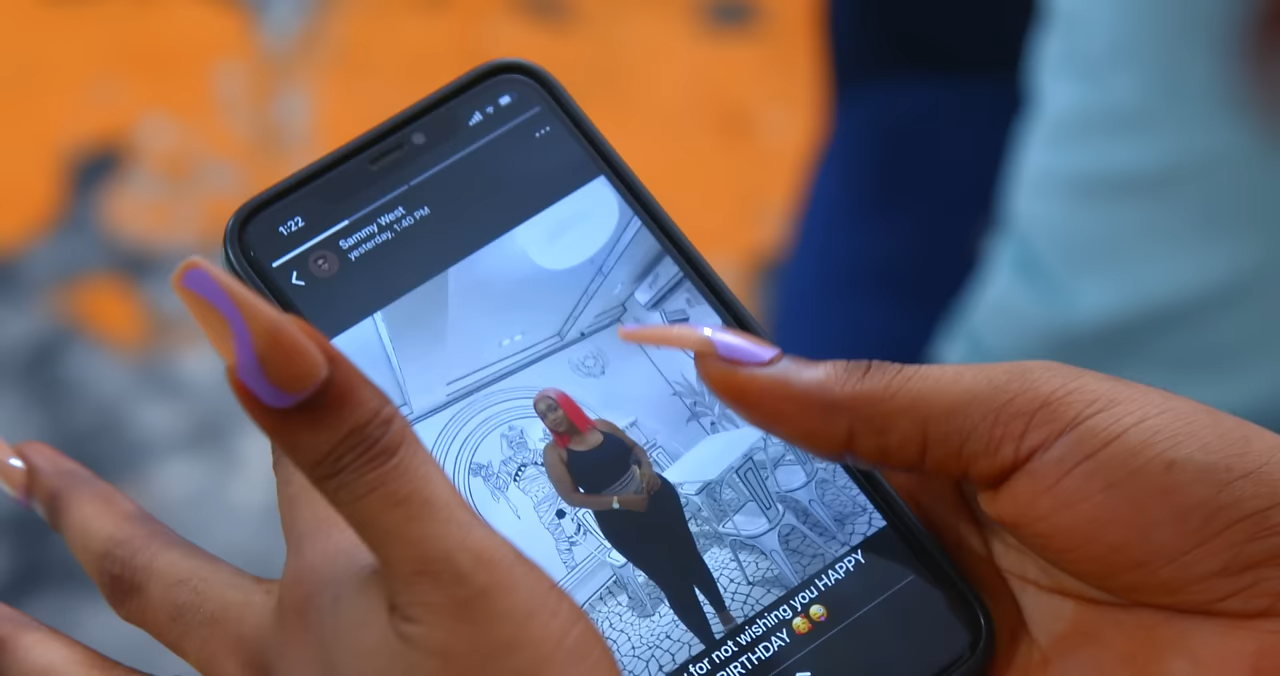 1:22
Sammy West
yesterday, 1:40 PM
for not wishing you HAPPY
BIRTHDAY 🥰😜